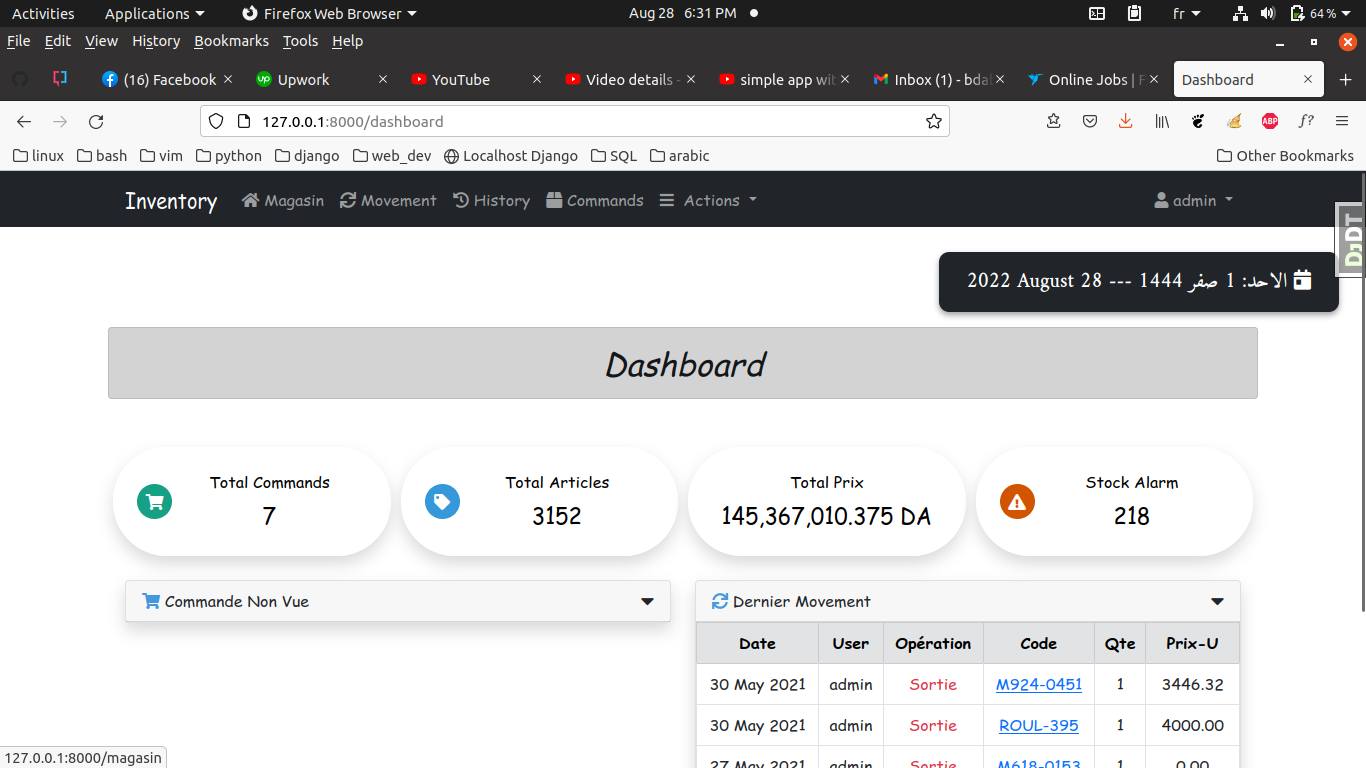 Activities Applications Firefox Web Browser Aug 28 6:31 PM fr 64 %
File Edit View History Bookmarks Tools Help
(16) Facebook Upwork YouTube Video details - simple app wit Inbox (1) - bdal Online Jobs | F Dashboard
127.0.0.1:8000/dashboard ABP f?
linux bash vim python django web_dev Localhost Django SQL arabic Other Bookmarks
Inventory Magasin Movement History Commands Actions admin
DJDT
الاحد: 1 صفر 1444 --- 28 August 2022
Dashboard
Total Commands Total Articles Total Prix Stock Alarm
7 3152 145,367,010.375 DA 218
Commande Non Vue Dernier Movement
Date User Opération Code Qte Prix-U
30 May 2021 admin Sortie M924-0451 1 3446.32
30 May 2021 admin Sortie ROUL-395 1 4000.00
27 May 2021 admin Sortie M618-0153 1 0.00
127.0.0.1:8000/magasin